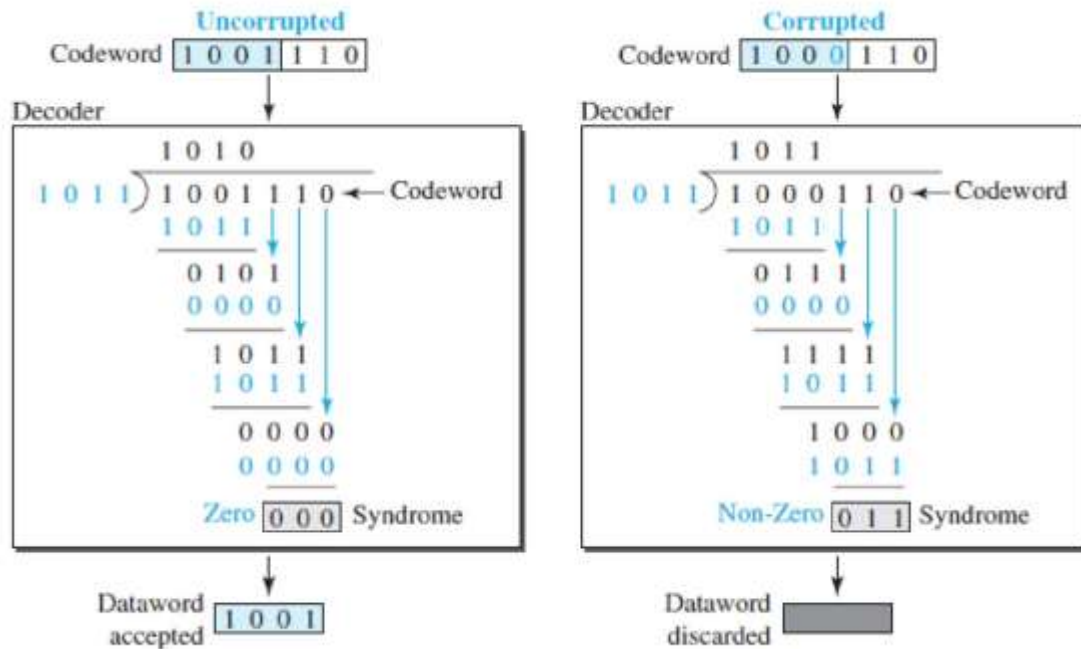 Uncorrupted
Codeword 1 0 0 1 1 1 0
Decoder
1 0 1 0
1 0 1 1 ) 1 0 0 1 1 1 0 Codeword
1 0 1 1
0 1 0 1
0 0 0 0
1 0 1 1
1 0 1 1
0 0 0 0
0 0 0 0
Zero 0 0 0 Syndrome
Dataword
accepted
1 0 0 1
Corrupted
Codeword 1 0 0 0 1 1 0
Decoder
1 0 1 1
1 0 1 1 ) 1 0 0 0 1 1 0 Codeword
1 0 1 1
0 1 1 1
0 0 0 0
1 1 1 1
1 0 1 1
1 0 0 0
1 0 1 1
Non-Zero 0 1 1 Syndrome
Dataword
discarded